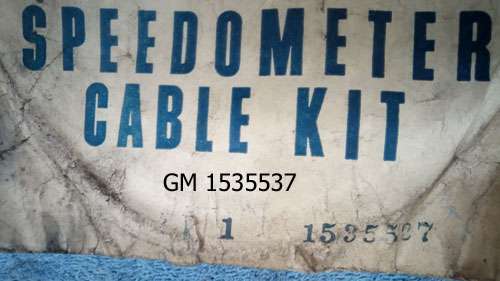 SPEEDOMETER
CABLE KIT
GM 1535537
1 1535537